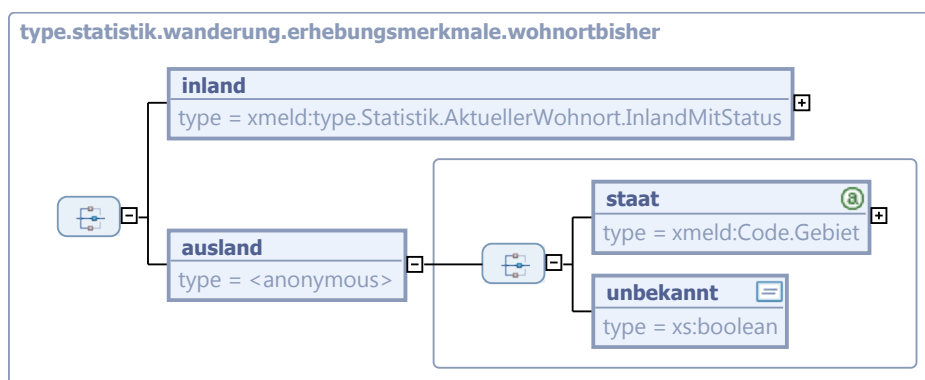 type.statistik.wanderung.erhebungsmerkmale.wohnortbisher
inland
type = xmeld:type.Statistik.AktuellerWohnort.InlandMitStatus
ausland
type = <anonymous>
staat
type = xmeld:Code.Gebiet
unbekannt
type = xs:boolean